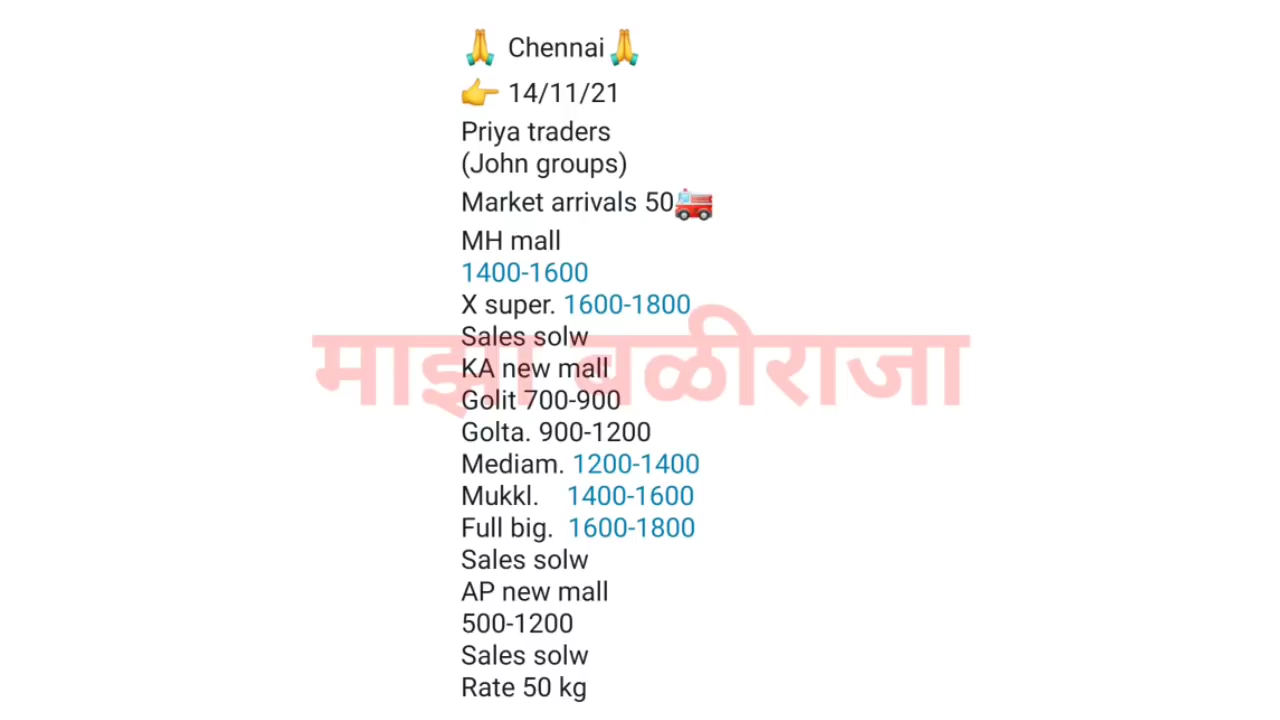 🙏 Chennai🙏
👉 14/11/21
Priya traders
(John groups)
Market arrivals 50🚒
MH mall
1400-1600
X super. 1600-1800
Sales solw
KA new mall
Golit 700-900
Golta. 900-1200
Mediam. 1200-1400
Mukkl. 1400-1600
Full big. 1600-1800
Sales solw
AP new mall
500-1200
Sales solw
Rate 50 kg
माझा बळीराजा